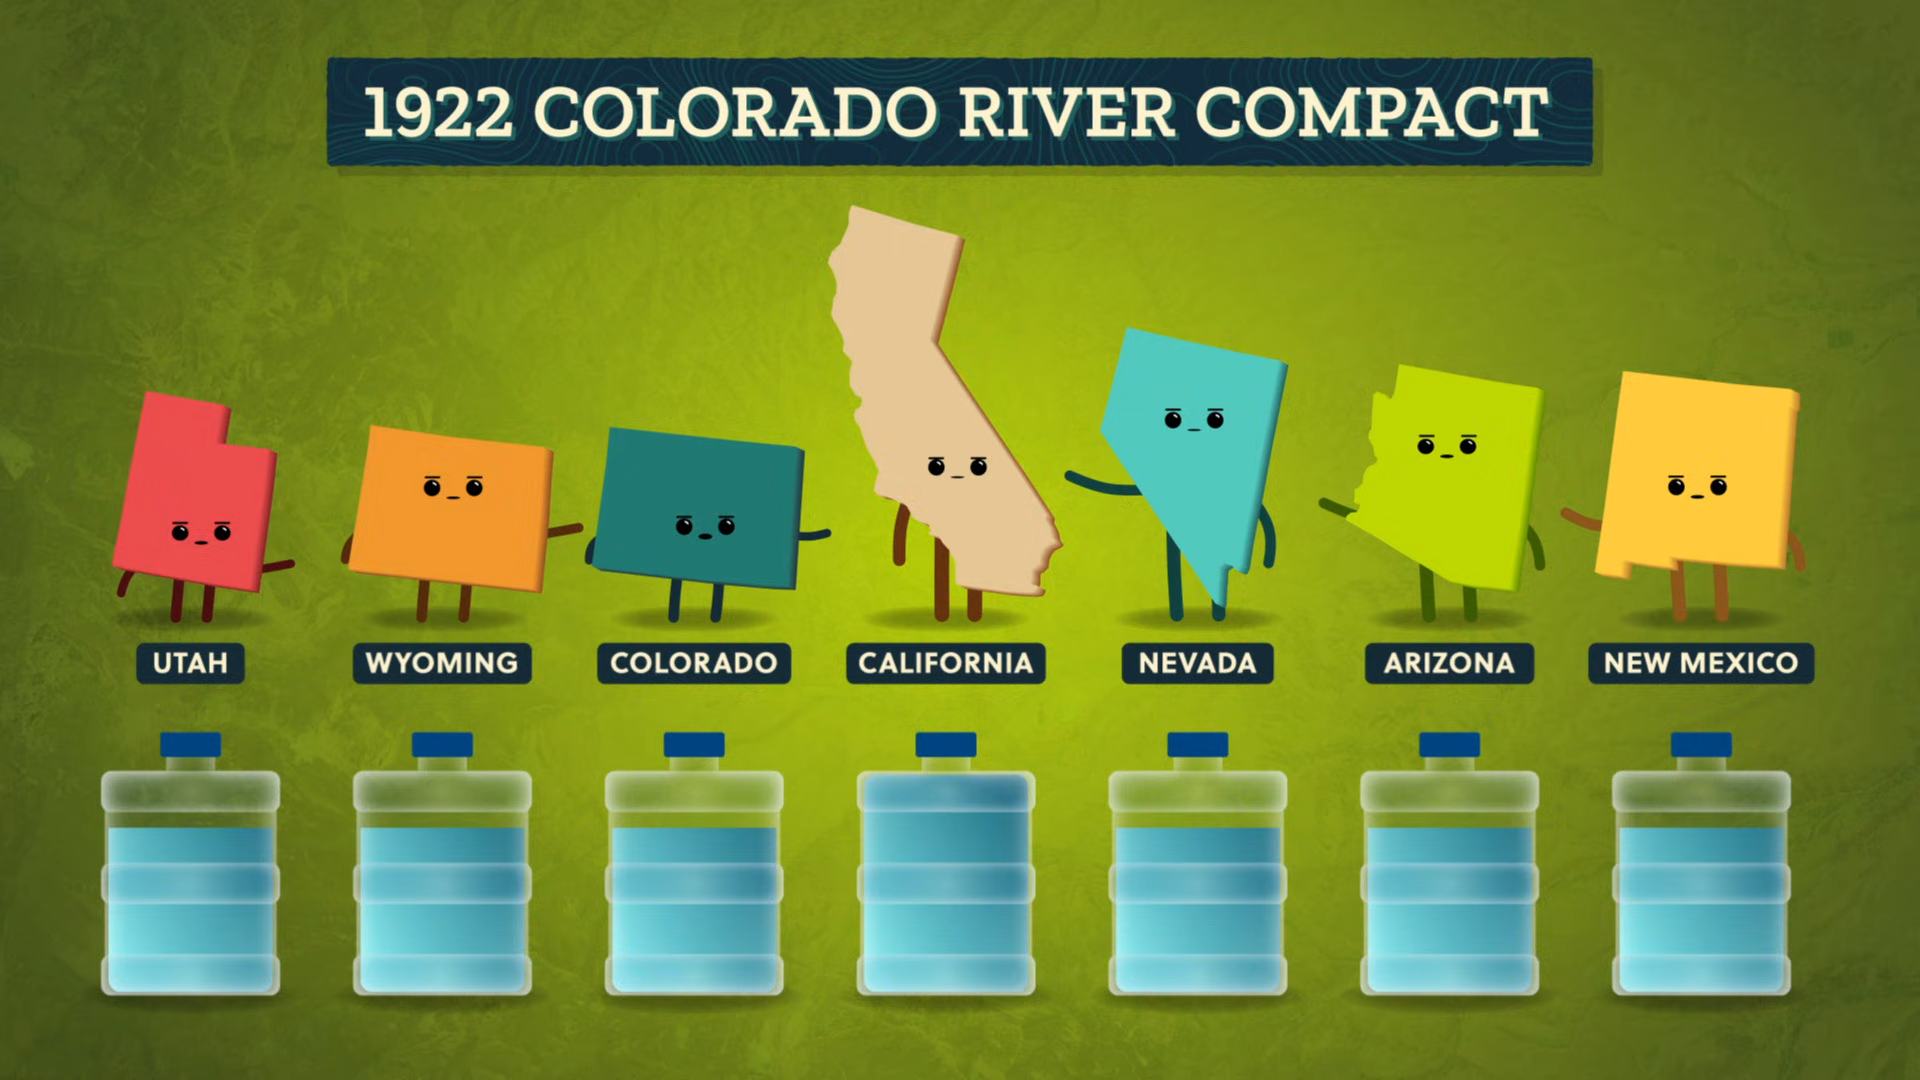 1922 COLORADO RIVER COMPACT
UTAH
WYOMING
COLORADO
CALIFORNIA
NEVADA
ARIZONA
NEW MEXICO